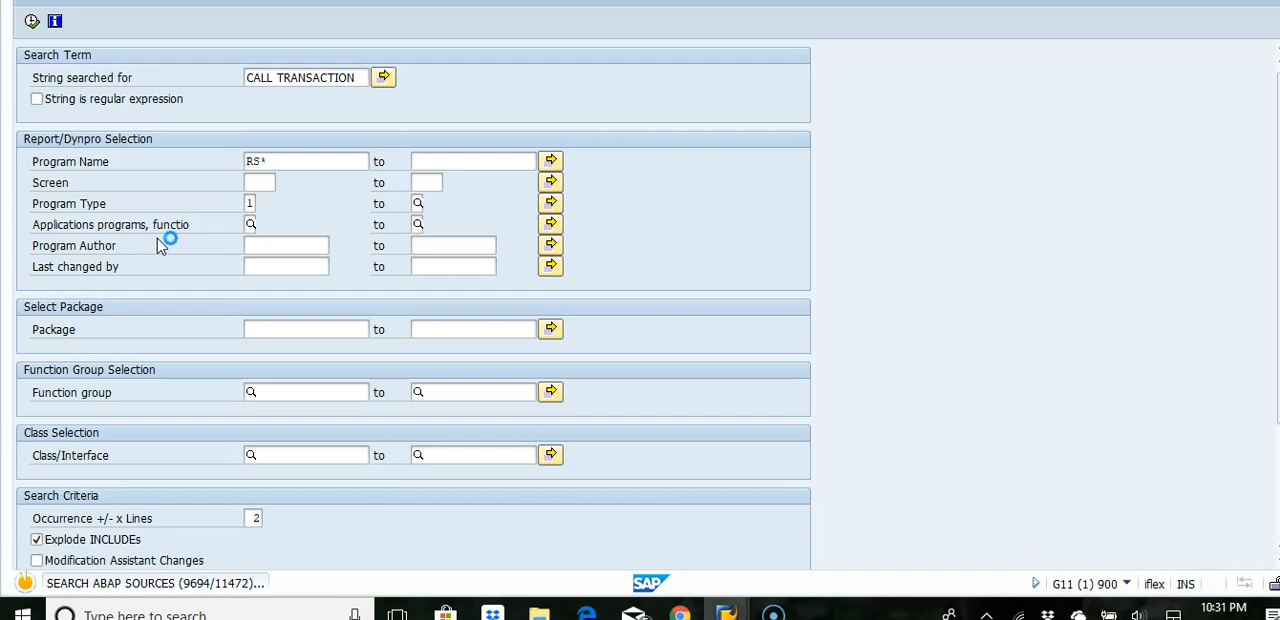 Search Term
String searched for CALL TRANSACTION
String is regular expression
Report/Dynpro Selection
Program Name RS* to
Screen to
Program Type 1 to
Applications programs, functio to
Program Author to
Last changed by to
Select Package
Package to
Function Group Selection
Function group to
Class Selection
Class/Interface to
Search Criteria
Occurrence +/- x Lines 2
Explode INCLUDEs
Modification Assistant Changes
SEARCH ABAP SOURCES (9694/11472)... SAP G11 (1) 900 iflex INS
Type here to search 10:31 PM